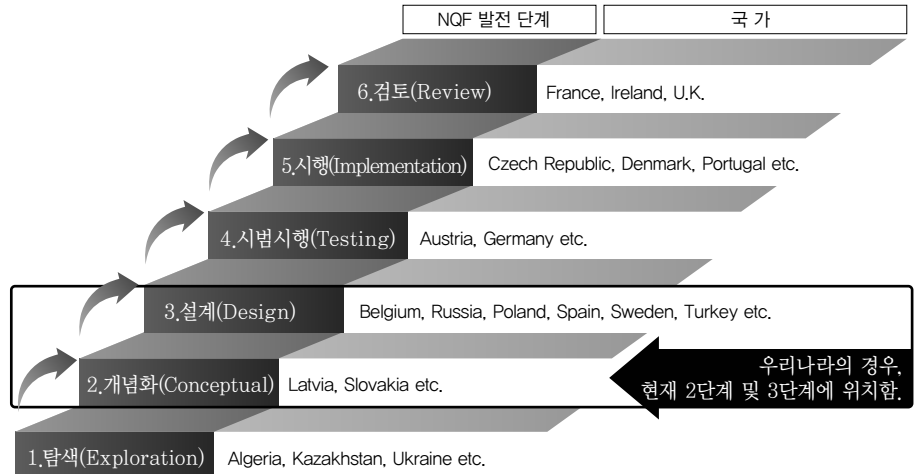 NQF 발전 단계
국 가
6.검토(Review)
France, Ireland, U.K.
5.시행(Implementation)
Czech Republic, Denmark, Portugal etc.
4.시범시행(Testing)
Austria, Germany etc.
3.설계(Design)
Belgium, Russia, Poland, Spain, Sweden, Turkey etc.
2.개념화(Conceptual)
Latvia, Slovakia etc.
우리나라의 경우,
현재 2단계 및 3단계에 위치함.
1.탐색(Exploration)
Algeria, Kazakhstan, Ukraine etc.